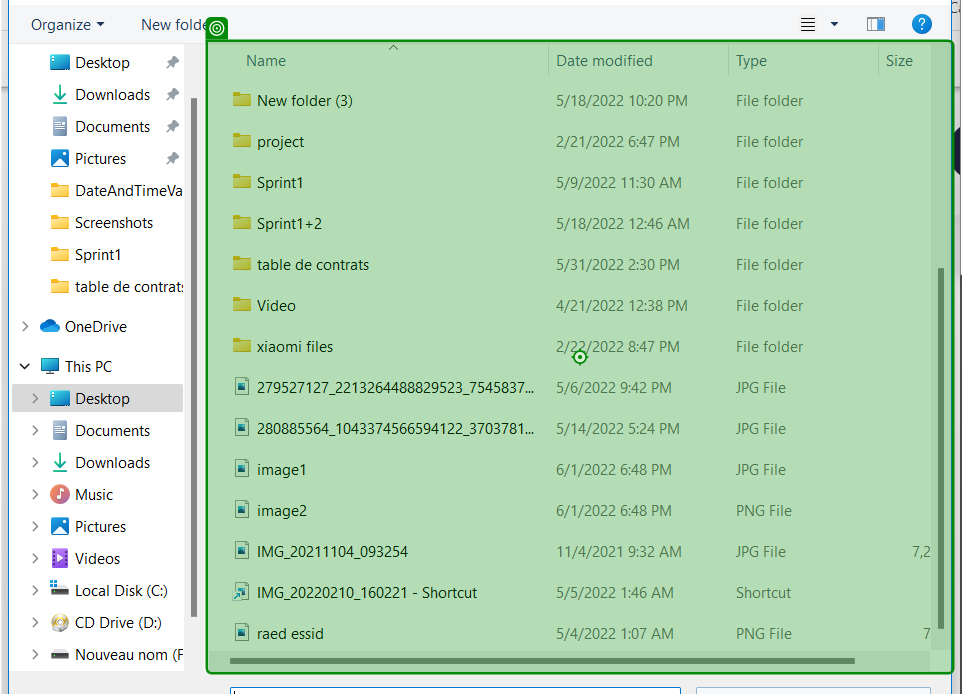 Organize New folde
Desktop
Downloads
Documents
Pictures
DateAndTimeVa
Screenshots
Sprint1
table de contrats
OneDrive
This PC
Desktop
Documents
Downloads
Music
Pictures
Videos
Local Disk (C:)
CD Drive (D:)
Nouveau nom (F
Name Date modified Type Size
New folder (3) 5/18/2022 10:20 PM File folder
project 2/21/2022 6:47 PM File folder
Sprint1 5/9/2022 11:30 AM File folder
Sprint1+2 5/18/2022 12:46 AM File folder
table de contrats 5/31/2022 2:30 PM File folder
Video 4/21/2022 12:38 PM File folder
xiaomi files 2/22/2022 8:47 PM File folder
279527127_2213264488829523_7545837... 5/6/2022 9:42 PM JPG File
280885564_1043374566594122_3703781... 5/14/2022 5:24 PM JPG File
image1 6/1/2022 6:48 PM JPG File
image2 6/1/2022 6:48 PM PNG File
IMG_20211104_093254 11/4/2021 9:32 AM JPG File 7,2
IMG_20220210_160221 - Shortcut 5/5/2022 1:46 AM Shortcut
raed essid 5/4/2022 1:07 AM PNG File 7